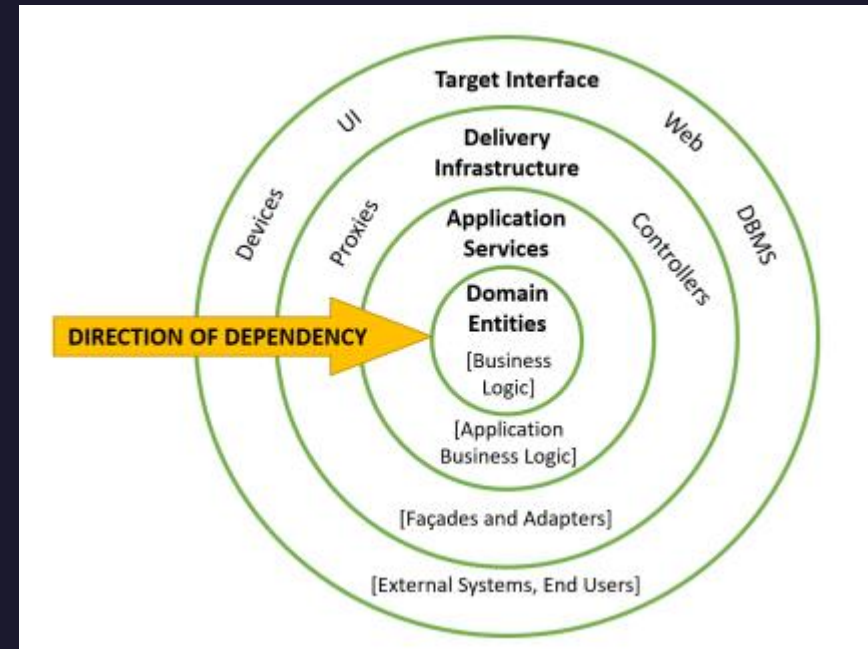 Target Interface
UI
Web
Delivery
Infrastructure
Devices
Proxies
Controllers
DBMS
Application
Services
Domain
Entities
DIRECTION OF DEPENDENCY
[Business
Logic]
[Application
Business Logic]
[Façades and Adapters]
[External Systems, End Users]